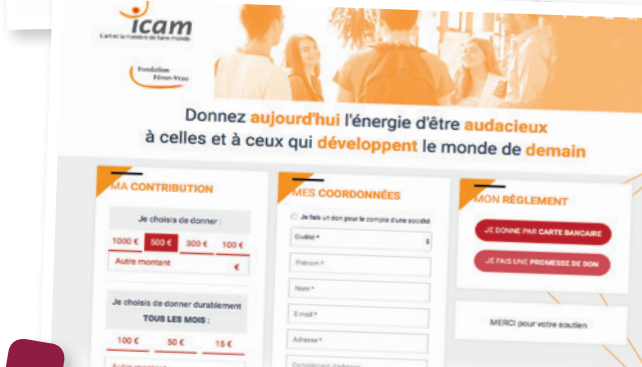 icam
L'art et la manière de faire monde
Fondation
Féron-Vrau
Donnez aujourd'hui l'énergie d'être audacieux
à celles et à ceux qui développent le monde de demain
MA CONTRIBUTION
Je choisis de donner :
1000 € 500 € 300 € 100 €
Autre montant €
Je choisis de donner durablement
TOUS LES MOIS :
100 € 50 € 15 €
MES COORDONNÉES
Je fais un don pour le compte d'une société
Civilité *
Prénom *
Nom *
E-mail *
Adresse *
Complément d'adresse
MON RÈGLEMENT
JE DONNE PAR CARTE BANCAIRE
JE FAIS UNE PROMESSE DE DON
MERCI pour votre soutien